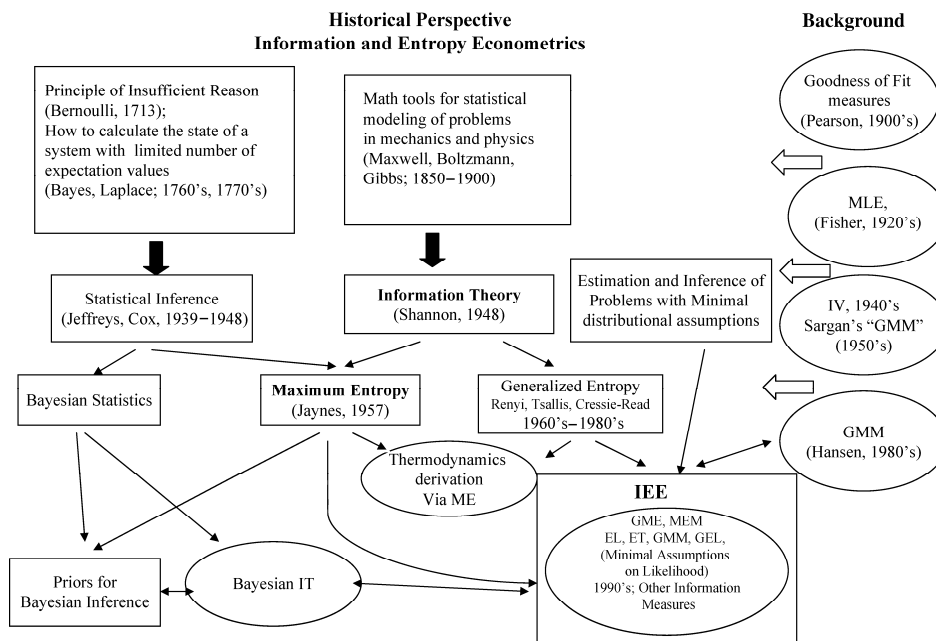 Historical Perspective
Information and Entropy Econometrics
Background
Principle of Insufficient Reason
(Bernoulli, 1713);
How to calculate the state of a
system with limited number of
expectation values
(Bayes, Laplace; 1760's, 1770's)
Math tools for statistical
modeling of problems
in mechanics and physics
(Maxwell, Boltzmann,
Gibbs; 1850−1900)
Goodness of Fit
measures
(Pearson, 1900's)
MLE,
(Fisher, 1920's)
Statistical Inference
(Jeffreys, Cox, 1939−1948)
Information Theory
(Shannon, 1948)
Estimation and Inference of
Problems with Minimal
distributional assumptions
IV, 1940's
Sargan's “GMM”
(1950's)
Bayesian Statistics
Maximum Entropy
(Jaynes, 1957)
Generalized Entropy
Renyi, Tsallis, Cressie-Read
1960's−1980's
GMM
(Hansen, 1980's)
Thermodynamics
derivation
Via ME
IEE
GME, MEM
EL, ET, GMM, GEL,
(Minimal Assumptions
on Likelihood)
1990's; Other Information
Measures
Priors for
Bayesian Inference
Bayesian IT